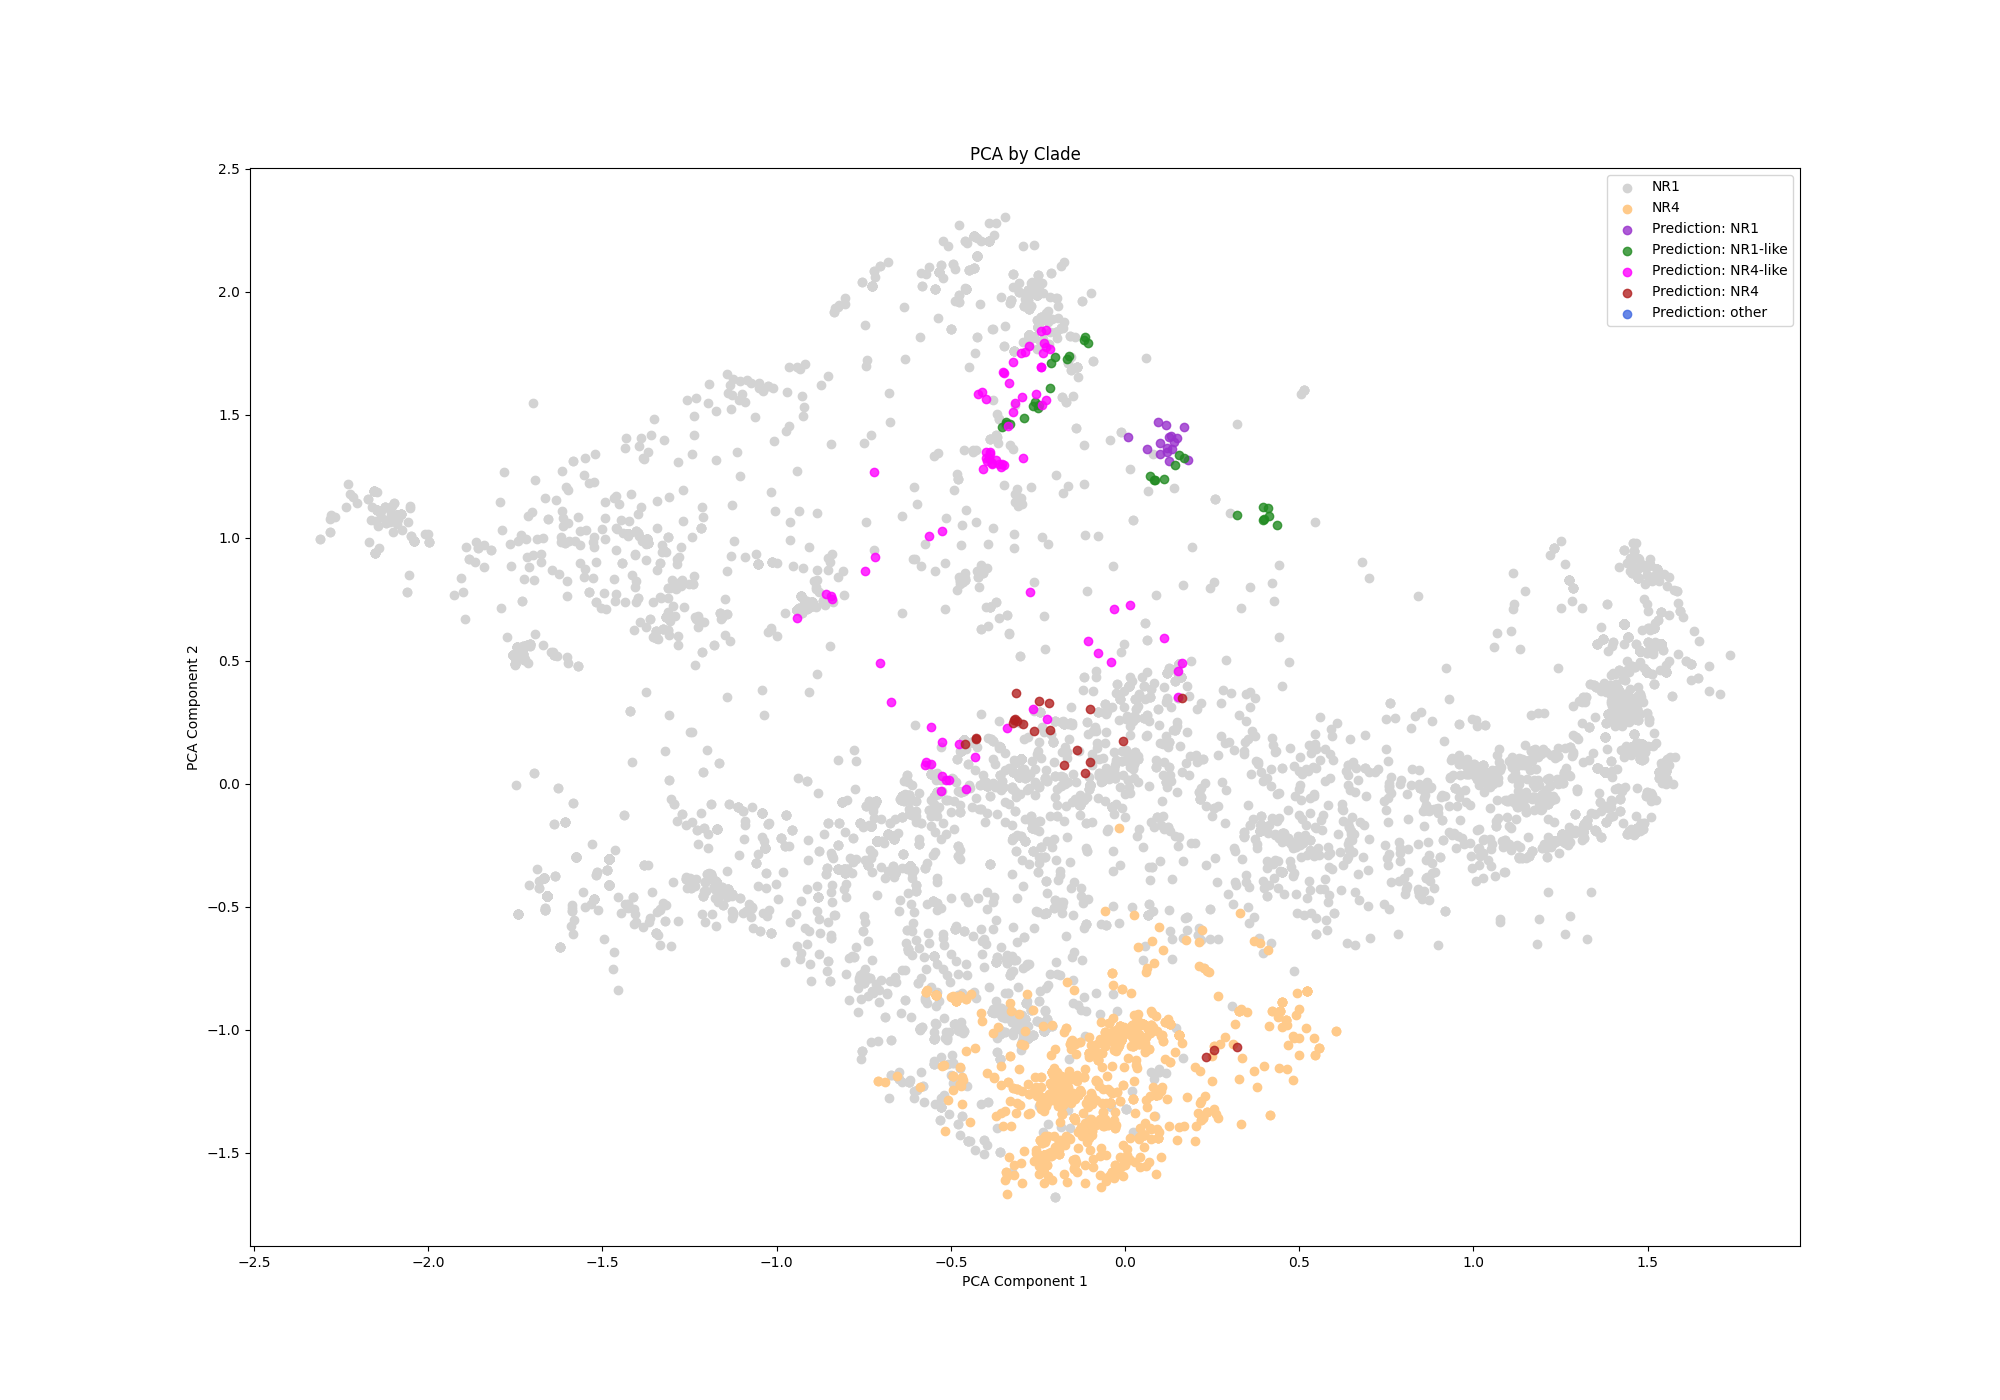 PCA by Clade
NR1
NR4
Prediction: NR1
Prediction: NR1-like
Prediction: NR4-like
Prediction: NR4
Prediction: other
PCA Component 2
2.5
2.0
1.5
1.0
0.5
0.0
−0.5
−1.0
−1.5
−2.5
−2.0
−1.5
−1.0
−0.5
0.0
0.5
1.0
1.5
PCA Component 1